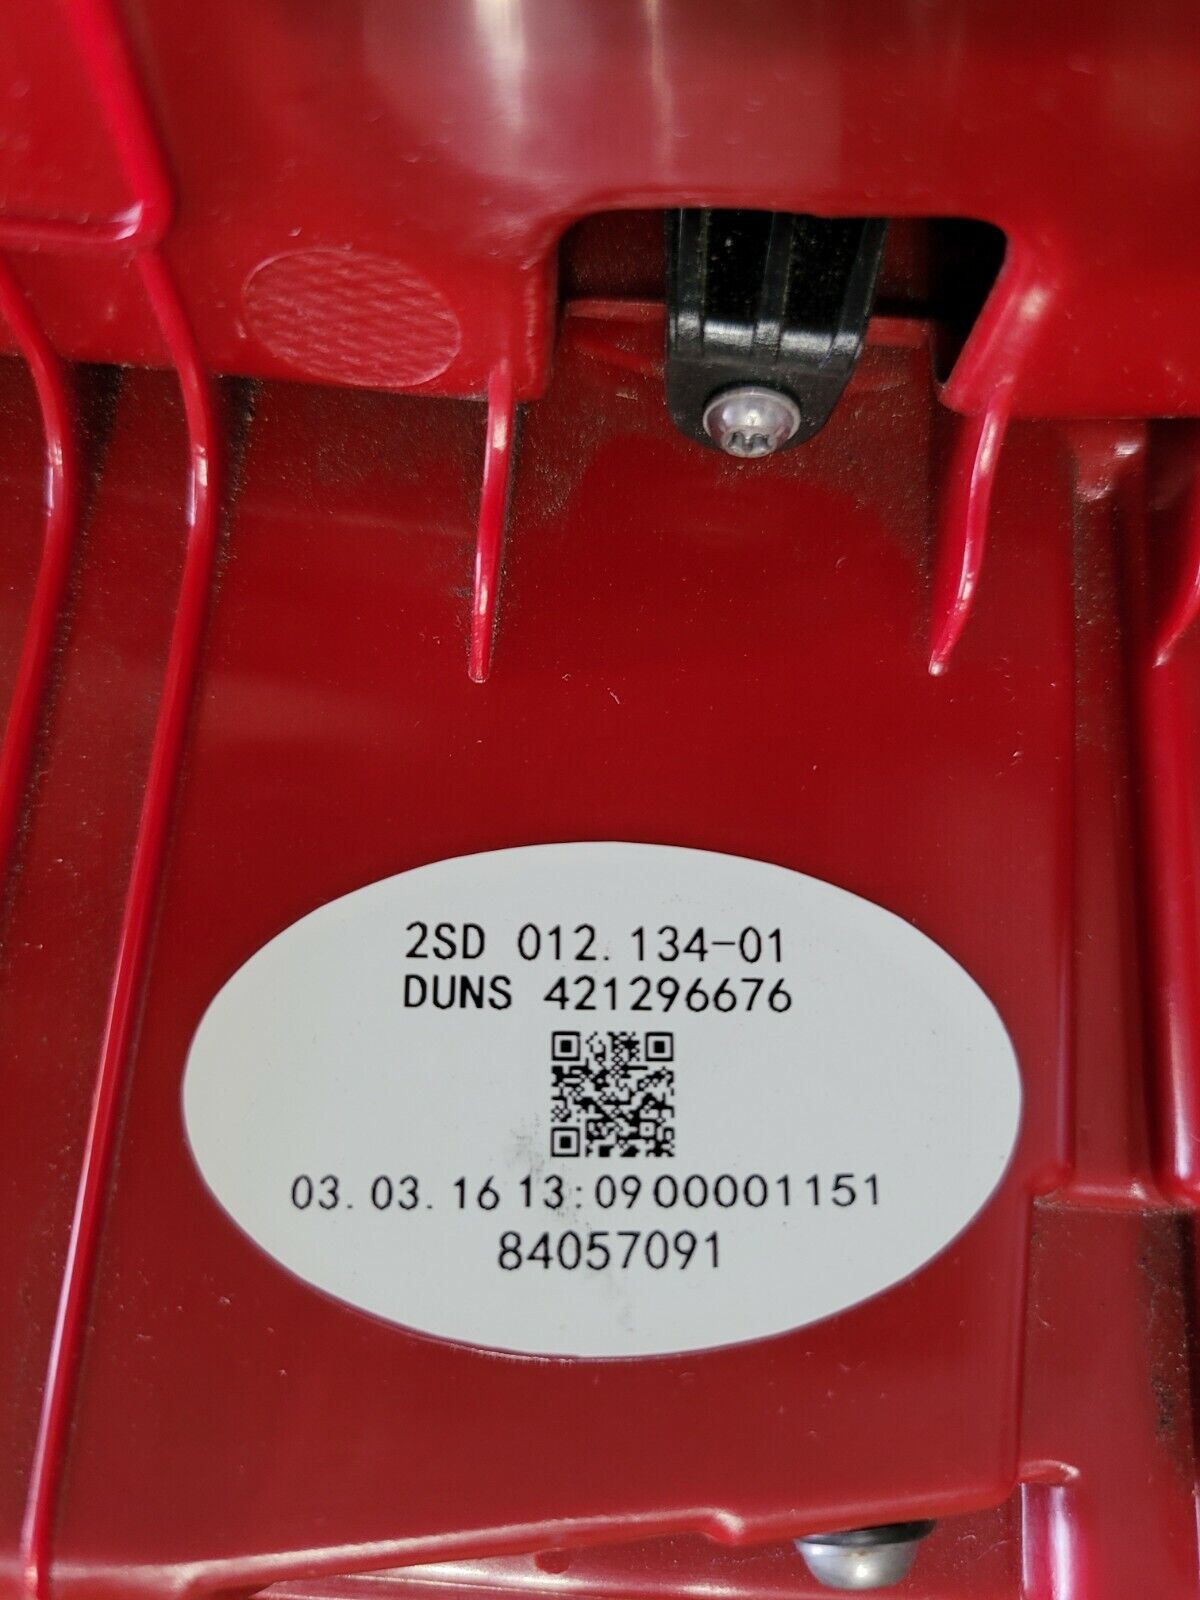 2SD 012.134-01
DUNS 421296676
03.03.16 13:09 00001151
84057091